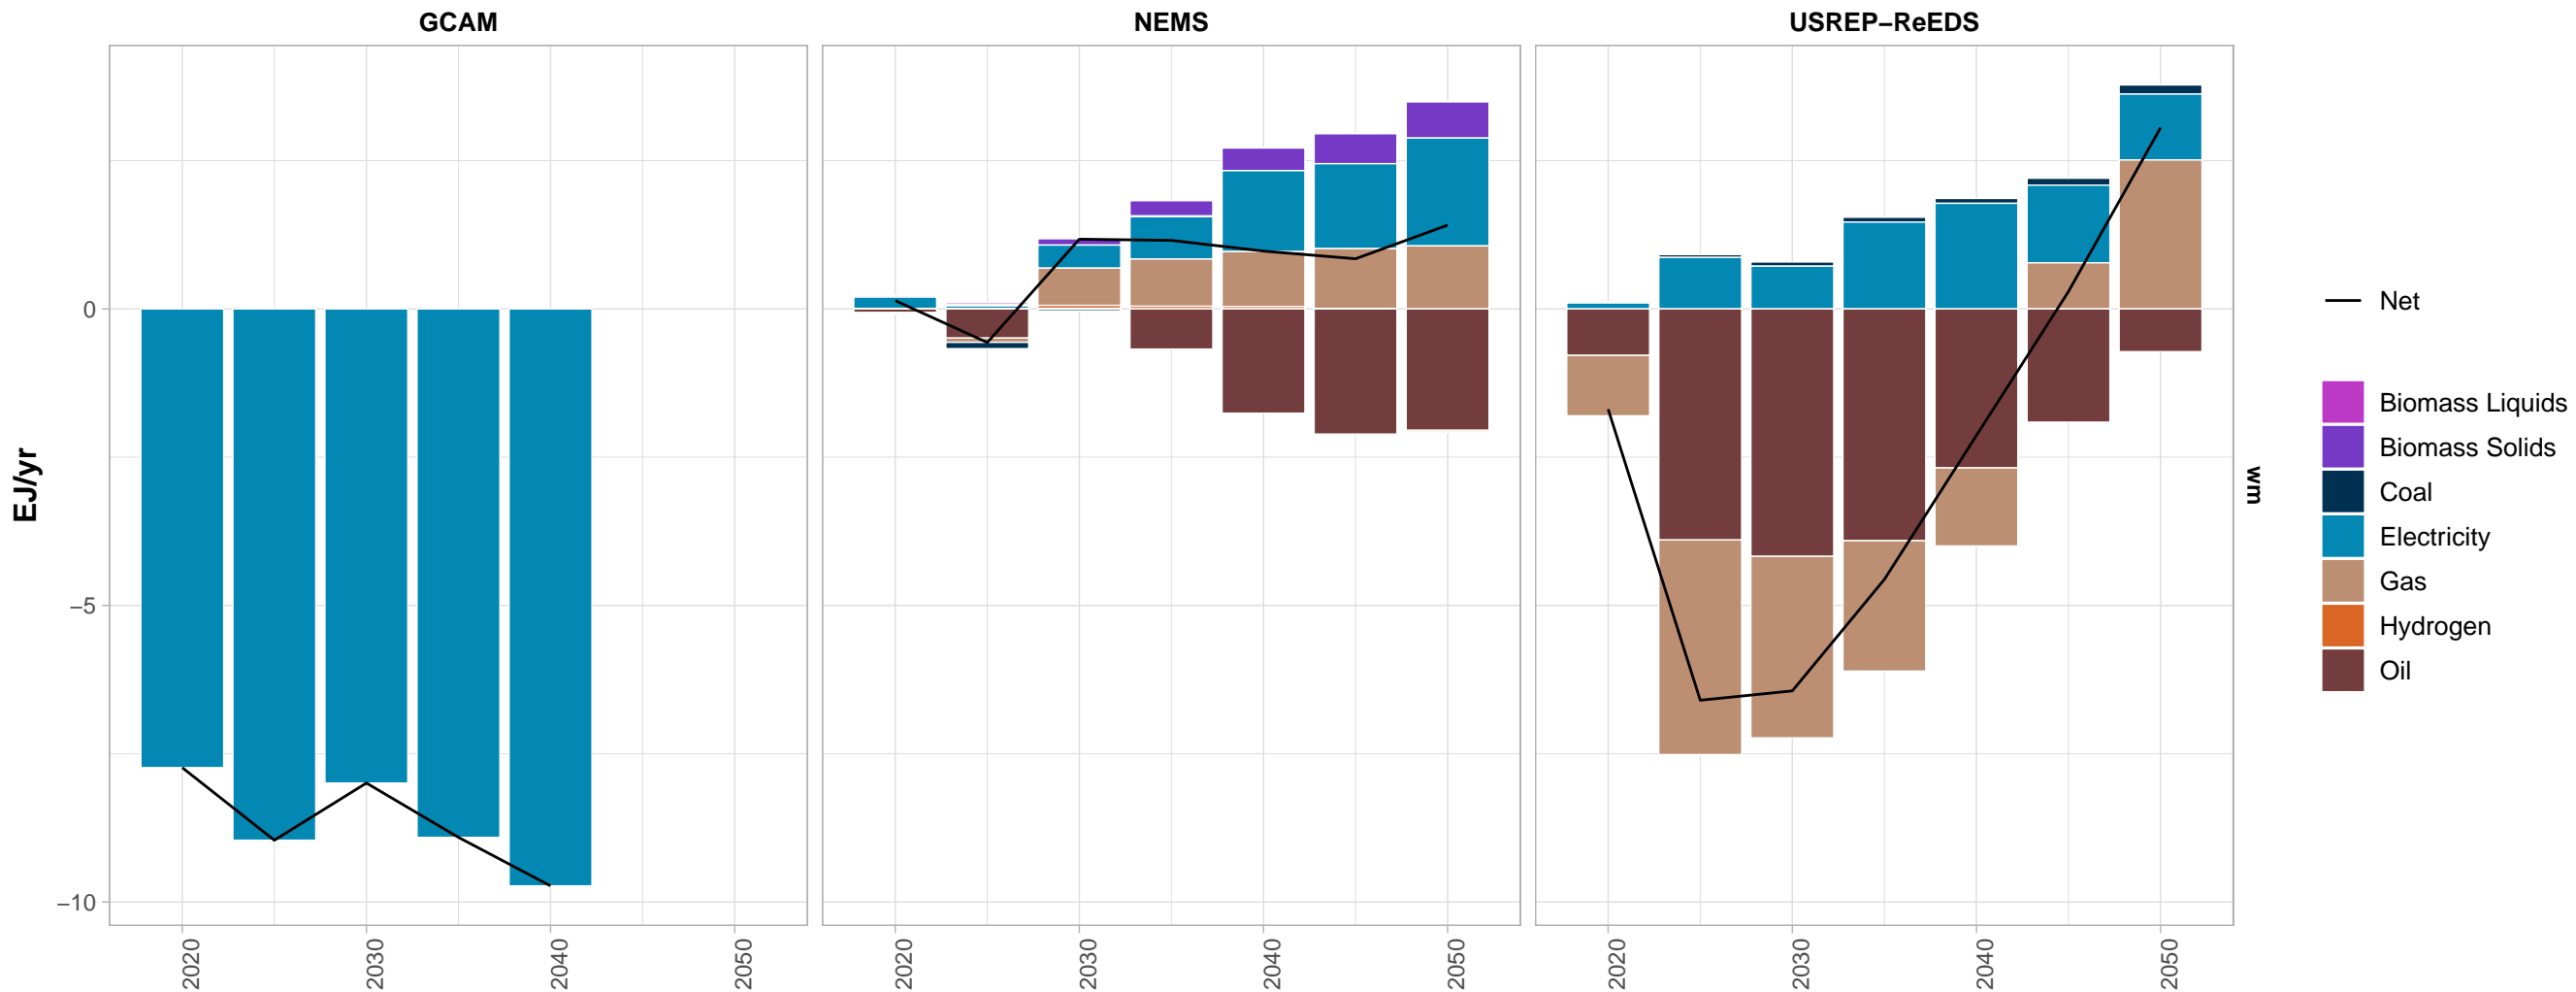 GCAM
NEMS
USREP−ReEDS
EJ/yr
0
−5
−10
2020
2030
2040
2050
2020
2030
2040
2050
2020
2030
2040
2050
wm
Net
Biomass Liquids
Biomass Solids
Coal
Electricity
Gas
Hydrogen
Oil